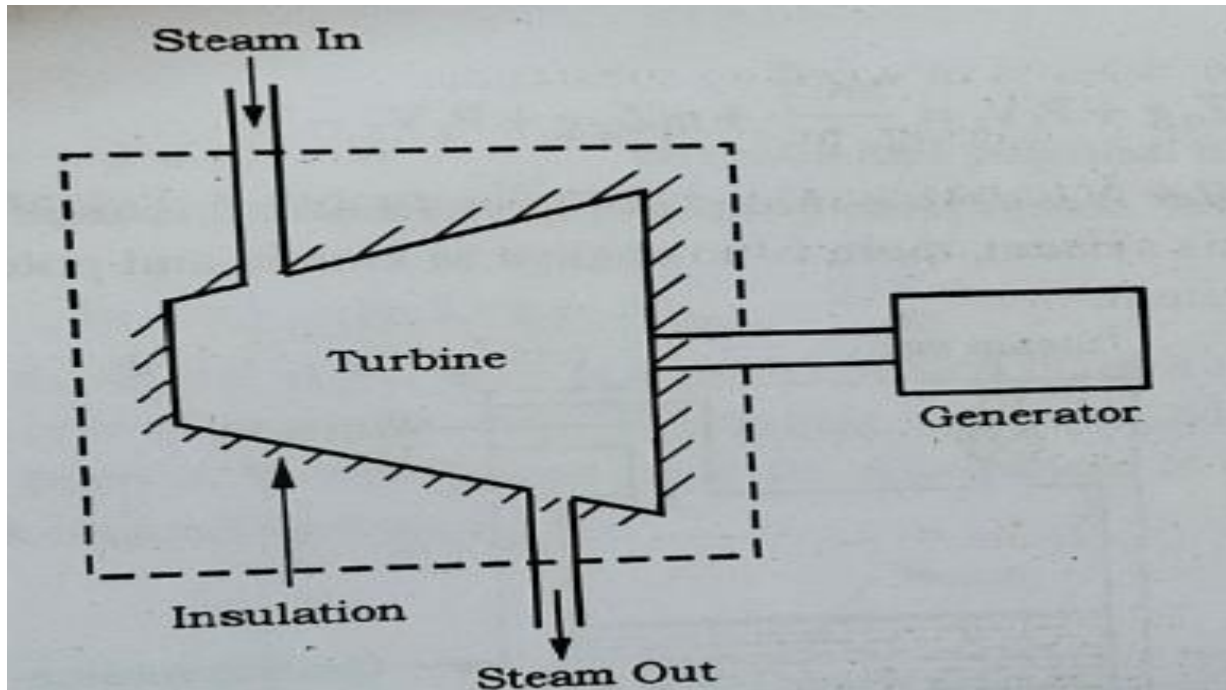 Steam In
Turbine
Generator
Insulation
Steam Out